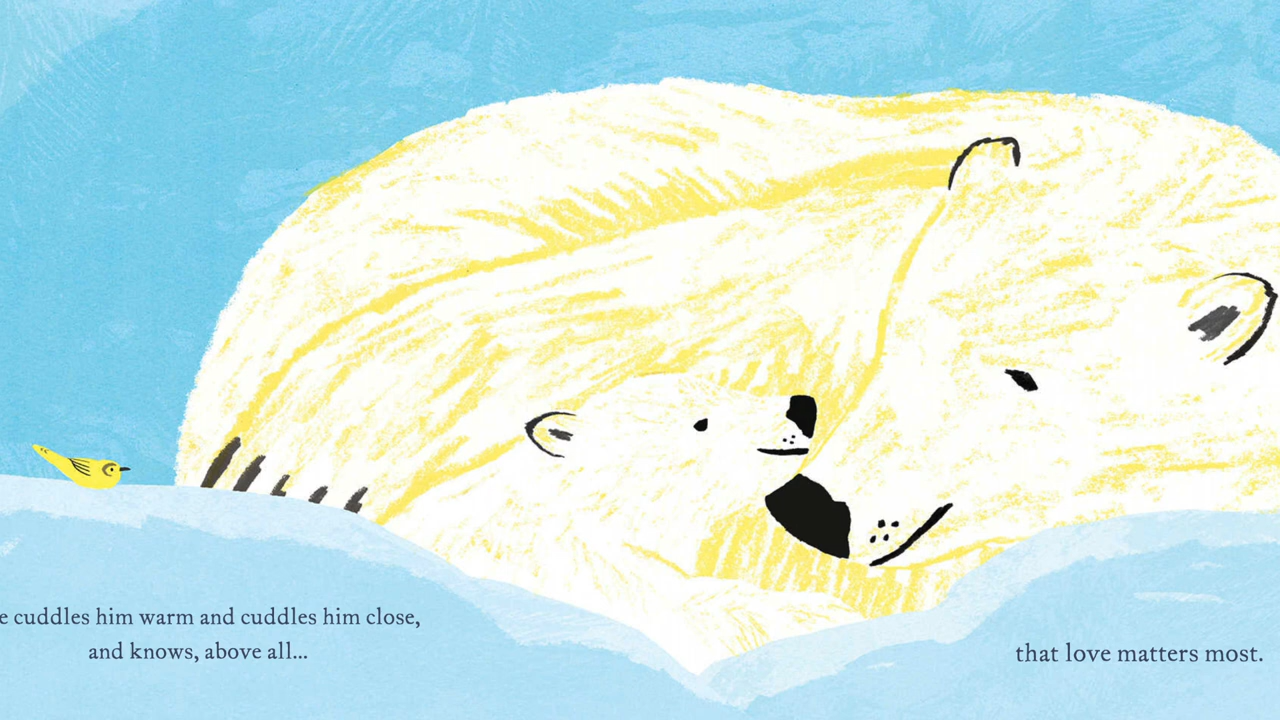 cuddles him warm and cuddles him close,
and knows, above all...
that love matters most.